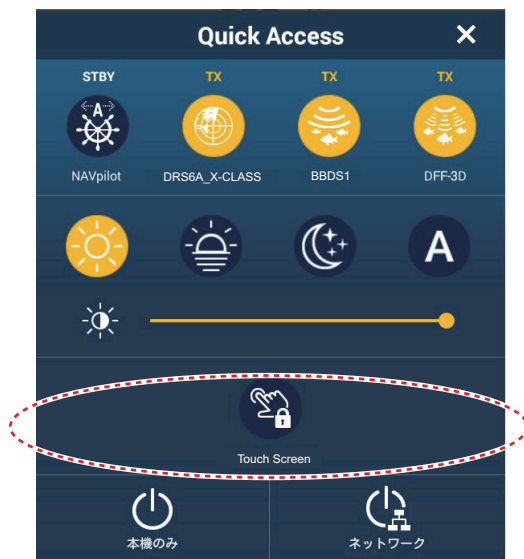 Quick Access
STBY TX TX TX
A
NAVpilot DRS6A_X-CLASS BBDS1 DFF-3D
A
Touch Screen
本機のみ ネットワーク